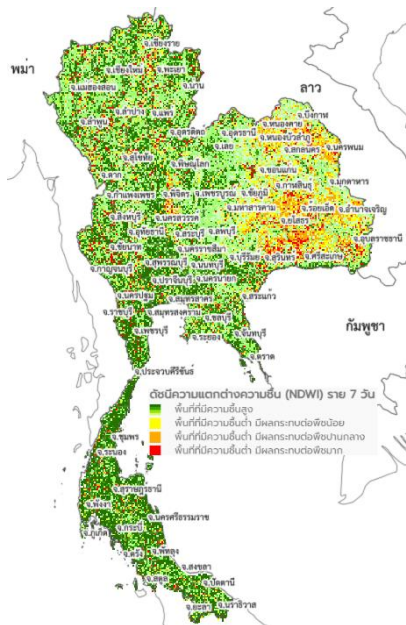 จ.เชียงราย
พม่า
จ.เชียงใหม่
จ.พะเยา
จ.แม่ฮ่องสอน
จ.น่าน
ลาว
จ.ลำปาง
จ.แพร่
จ.ลำพูน
จ.บึงกาฬ
จ.หนองคาย
จ.อุตรดิตถ์
จ.อุดรธานี
จ.หนองบัวลำภู
จ.เลย
จ.สกลนคร
จ.นครพนม
จ.สุโขทัย
จ.พิษณุโลก
จ.ขอนแก่น
จ.ตาก
จ.กาฬสินธุ์
จ.มุกดาหาร
จ.กำแพงเพชร
จ.พิจิตร
จ.เพชรบูรณ์
จ.ชัยภูมิ
จ.มหาสารคาม
จ.ร้อยเอ็ด
จ.อำนาจเจริญ
จ.สิงห์บุรี
จ.นครสวรรค์
จ.ยโสธร
จ.อุทัยธานี
จ.สระบุรี
จ.ลพบุรี
จ.อุบลราชธานี
จ.ชัยนาท
จ.นครราชสีมา
จ.บุรีรัมย์
จ.สุรินทร์
จ.ศรีสะเกษ
จ.สุพรรณบุรี
จ.นนทบุรี
จ.กาญจนบุรี
จ.ปราจีนบุรี
จ.นครนายก
จ.สระแก้ว
จ.นครปฐม
จ.สมุทรสาคร
จ.ราชบุรี
จ.สมุทรสงคราม
จ.ชลบุรี
กัมพูชา
จ.เพชรบุรี
จ.ระยอง
จ.จันทบุรี
จ.ตราด
จ.ประจวบคีรีขันธ์
ดัชนีความแตกต่างความชื้น (NDWI) ราย 7 วัน
พื้นที่ที่มีความชื้นสูง
พื้นที่ที่มีความชื้นต่ำ มีผลกระทบต่อพืชน้อย
พื้นที่ที่มีความชื้นต่ำ มีผลกระทบต่อพืชปานกลาง
พื้นที่ที่มีความชื้นต่ำ มีผลกระทบต่อพืชมาก
จ.ชุมพร
จ.ระนอง
จ.สุราษฎร์ธานี
จ.พังงา
จ.นครศรีธรรมราช
จ.ภูเก็ต
จ.กระบี่
จ.ตรัง
จ.พัทลุง
จ.สงขลา
จ.สตูล
จ.ปัตตานี
จ.ยะลา
จ.นราธิวาส